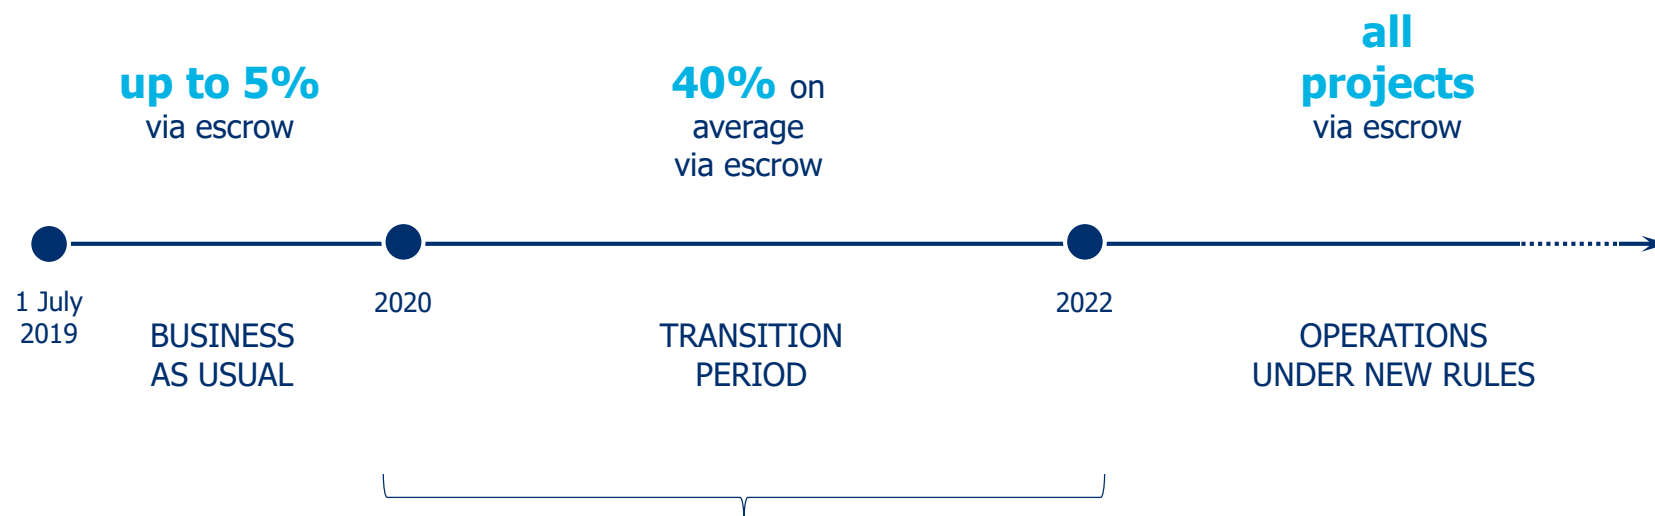 up to 5%
via escrow
40% on
average
via escrow
all
projects
via escrow
1 July
2019
2020
2022
BUSINESS
AS USUAL
TRANSITION
PERIOD
OPERATIONS
UNDER NEW RULES